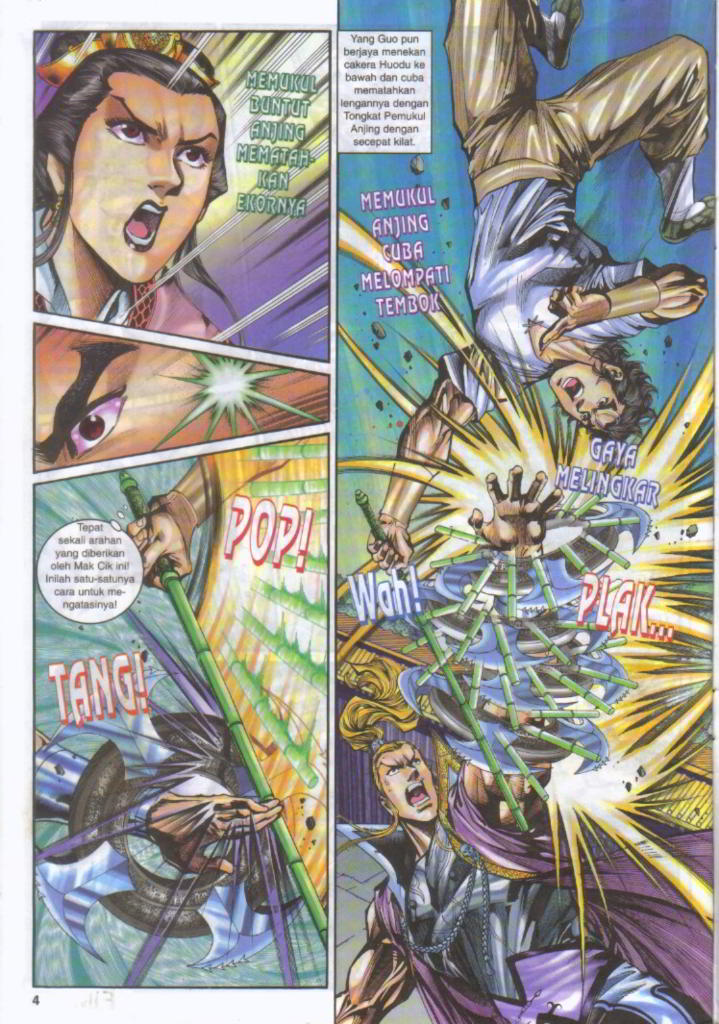 MEMUKUL
BUNTUT
ANJING
MEMATAH-
KAN
EKORNYA
Tepat
sekali arahan
yang diberikan
oleh Mak Cik ini!
Inilah satu-satunya
cara untuk me-
ngatasinya!
POP!
TANG!
Yang Guo pun
berjaya menekan
cakera Huodu ke
bawah dan cuba
mematahkan
lengannya dengan
Tongkat Pemukul
Anjing dengan
secepat kilat.
MEMUKUL
ANJING
CUBA
MELOMPATI
TEMBOK
GAYA
MELINGKAR
Wah!
PLAK...
4